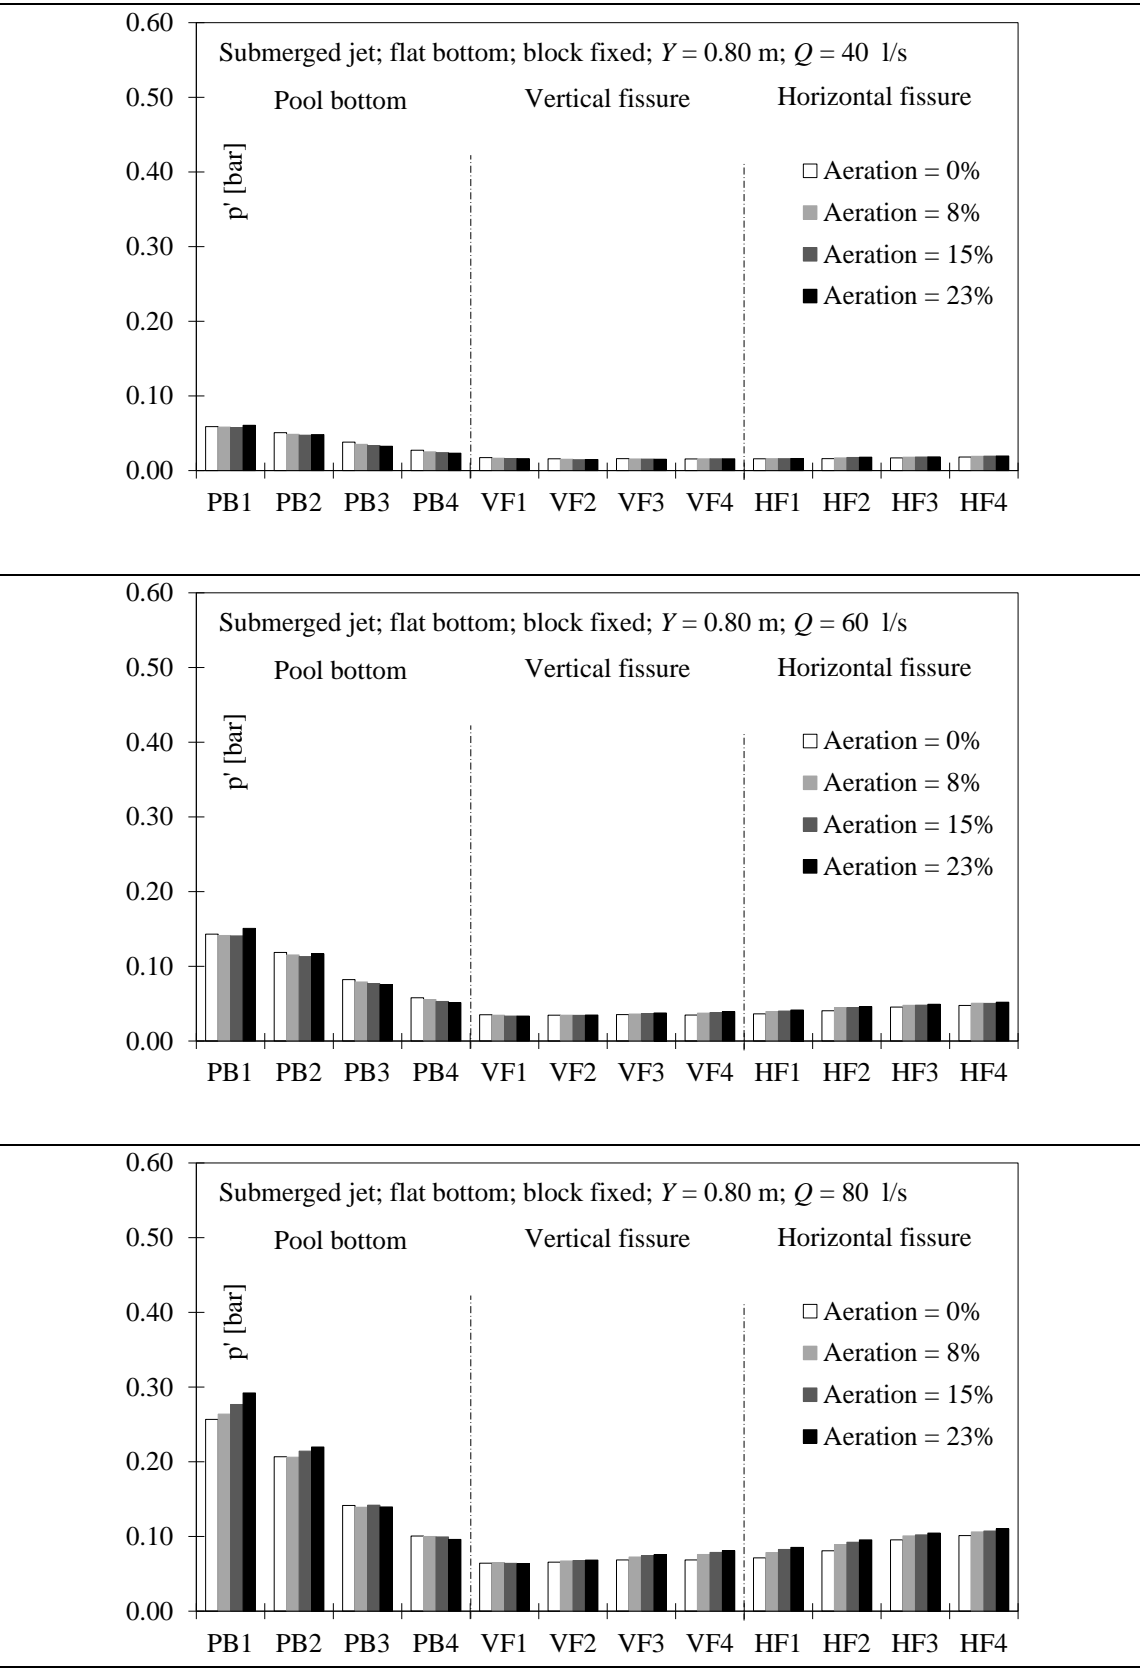 0.60
Submerged jet; flat bottom; block fixed; Y = 0.80 m; Q = 40 l/s
0.50
Pool bottom
Vertical fissure
Horizontal fissure
p' [bar]
0.40
Aeration = 0%
Aeration = 8%
0.30
Aeration = 15%
Aeration = 23%
0.20
0.10
0.00
PB1 PB2 PB3 PB4 VF1 VF2 VF3 VF4 HF1 HF2 HF3 HF4
0.60
Submerged jet; flat bottom; block fixed; Y = 0.80 m; Q = 60 l/s
0.50
Pool bottom
Vertical fissure
Horizontal fissure
p' [bar]
0.40
Aeration = 0%
Aeration = 8%
0.30
Aeration = 15%
Aeration = 23%
0.20
0.10
0.00
PB1 PB2 PB3 PB4 VF1 VF2 VF3 VF4 HF1 HF2 HF3 HF4
0.60
Submerged jet; flat bottom; block fixed; Y = 0.80 m; Q = 80 l/s
0.50
Pool bottom
Vertical fissure
Horizontal fissure
p' [bar]
0.40
Aeration = 0%
Aeration = 8%
0.30
Aeration = 15%
Aeration = 23%
0.20
0.10
0.00
PB1 PB2 PB3 PB4 VF1 VF2 VF3 VF4 HF1 HF2 HF3 HF4